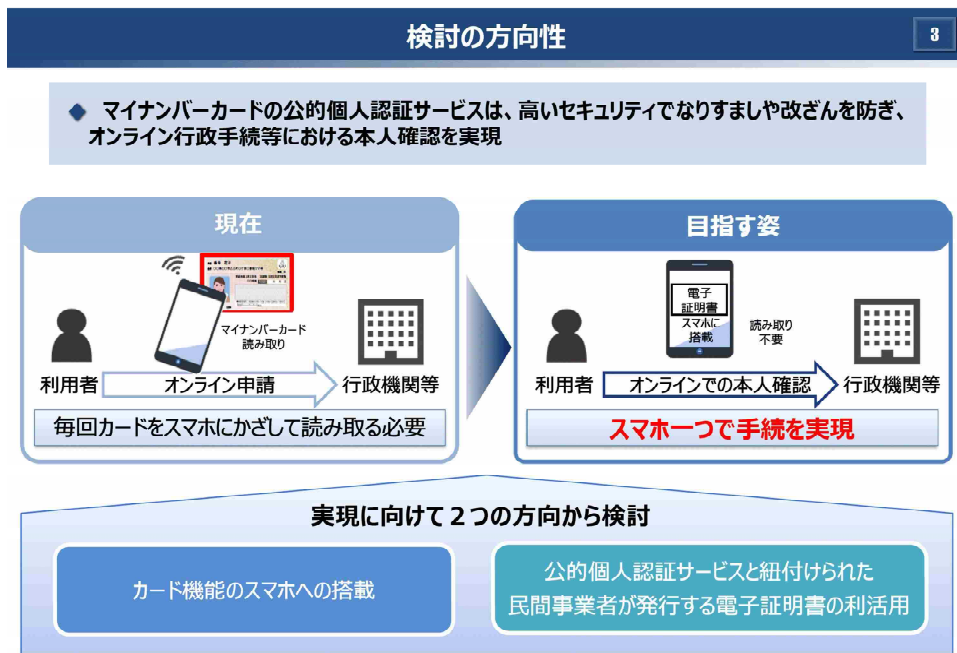 検討の方向性
3
◆ マイナンバーカードの公的個人認証サービスは、高いセキュリティでなりすましや改ざんを防ぎ、
オンライン行政手続等における本人確認を実現
現在
マイナンバーカード
読み取り
利用者
オンライン申請
行政機関等
毎回カードをスマホにかざして読み取る必要
目指す姿
電子
証明書
スマホに
搭載
読み取り
不要
利用者
オンラインでの本人確認
行政機関等
スマホ一つで手続を実現
実現に向けて２つの方向から検討
カード機能のスマホへの搭載
公的個人認証サービスと紐付けられた
民間事業者が発行する電子証明書の利活用